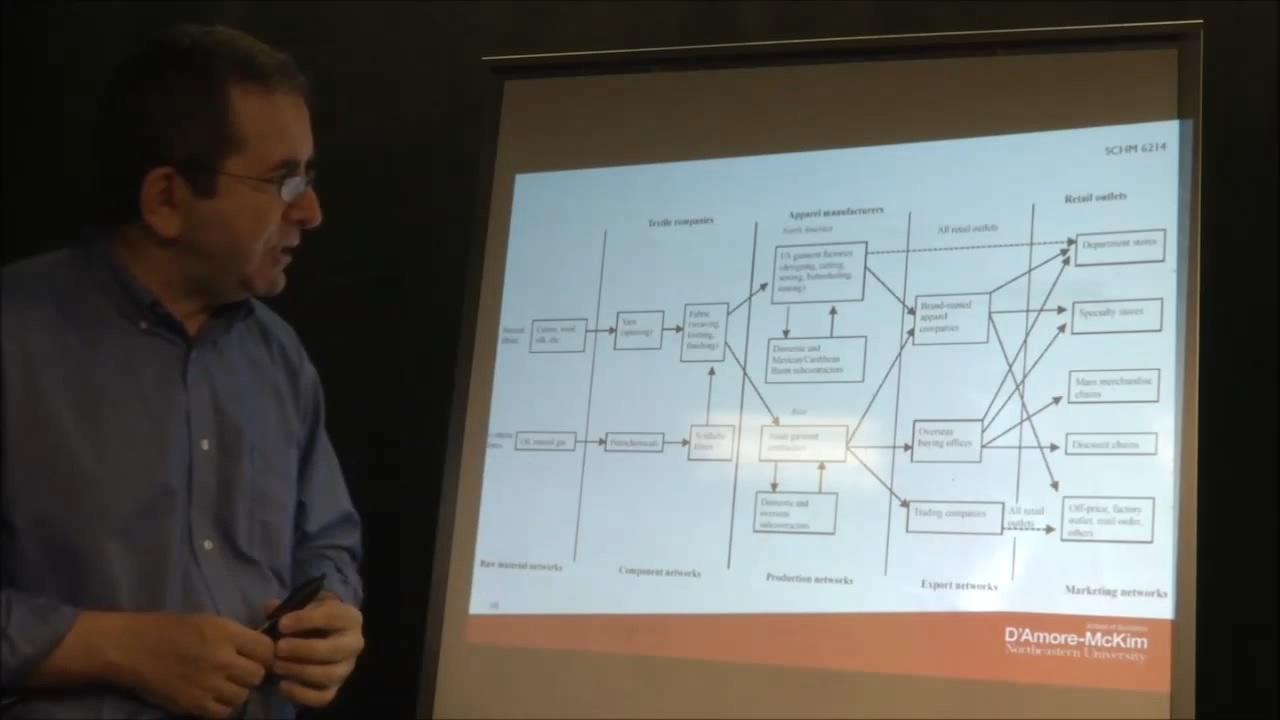 SCHM 6214
Retail outlets
Apparel manufacturers
Textile companies
North America
All retail outlets
US garment factories
(designing, cutting,
sewing, buttonholing,
ironing)
Department stores
Brand-named
apparel
companies
Specialty stores
Natural
fibers
Cotton, wool,
silk, etc.
Yarn
(spinning)
Fabric
(weaving,
knitting,
finishing)
Domestic and
Mexican/Caribbean
Basin subcontractors
Mass merchandise
chains
Asia
Oil, natural gas
Petrochemicals
Synthetic
fibers
Asian garment
contractors
Overseas
buying offices
Discount chains
Domestic and
overseas
subcontractors
Trading companies
All retail
outlets
Off-price, factory
outlet, mail order,
others
Raw material networks
Component networks
Production networks
Export networks
Marketing networks
D'Amore-McKim
Northeastern University